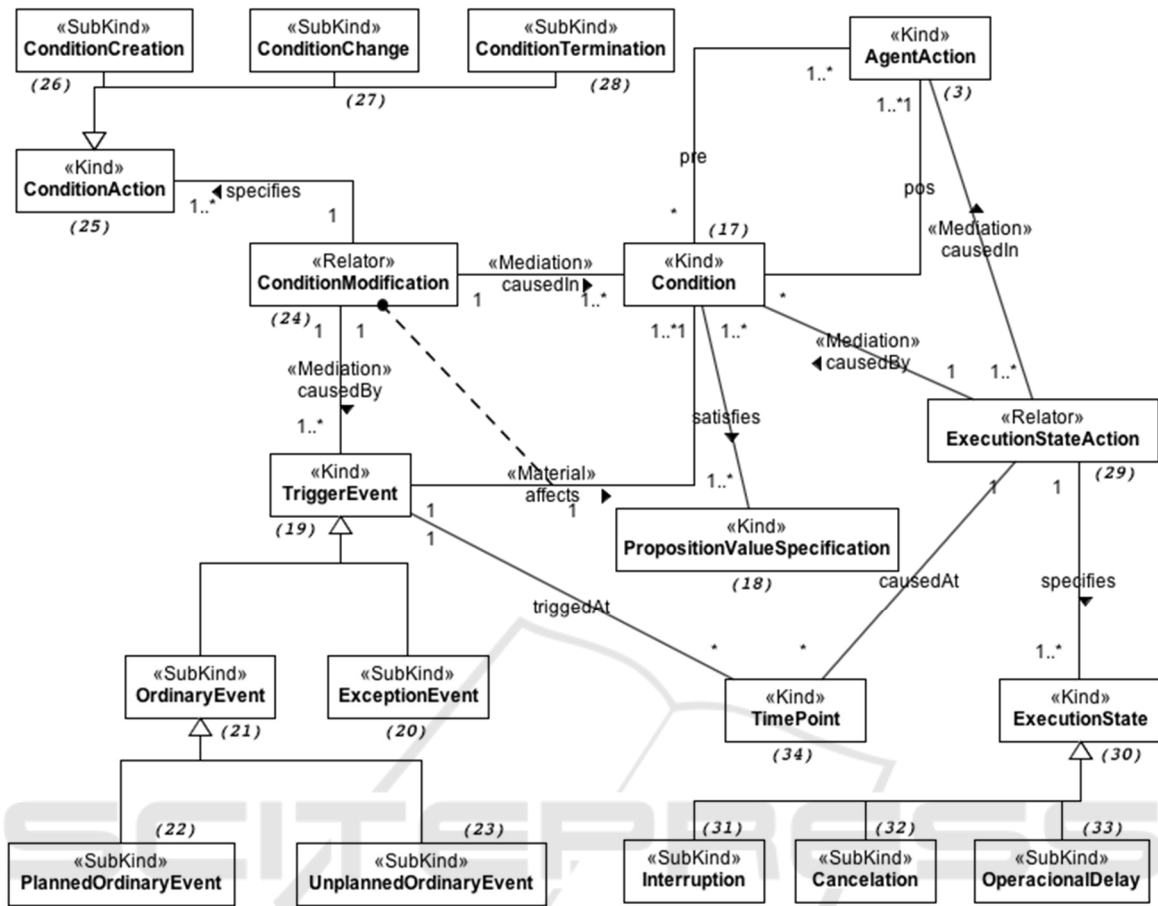 «SubKind»
ConditionCreation
(26)
«SubKind»
ConditionChange
(27)
«SubKind»
ConditionTermination
(28)
«Kind»
AgentAction
(3)
1..*
1..*1
pre
pos
«Kind»
ConditionAction
(25)
specifies
1..*
1
«Relator»
ConditionModification
(24)
«Mediation»
causedIn
1
1..*
*
(17)
«Kind»
Condition
«Mediation»
causedIn
1
1
«Mediation»
causedBy
1..*
1..*1
1..*
*
«Mediation»
causedBy
1
1..*
«Relator»
ExecutionStateAction
(29)
satisfies
1..*
«Kind»
TriggerEvent
(19)
«Material»
affects
1
1
1
«Kind»
PropositionValueSpecification
(18)
1
1
causedAt
specifies
triggedAt
*
*
1..*
«SubKind»
OrdinaryEvent
(21)
«SubKind»
ExceptionEvent
(20)
«Kind»
TimePoint
(34)
«Kind»
ExecutionState
(30)
(22)
«SubKind»
PlannedOrdinaryEvent
(23)
«SubKind»
UnplannedOrdinaryEvent
(31)
«SubKind»
Interruption
(32)
«SubKind»
Cancelation
(33)
«SubKind»
OperacionalDelay
SCITEPRESS